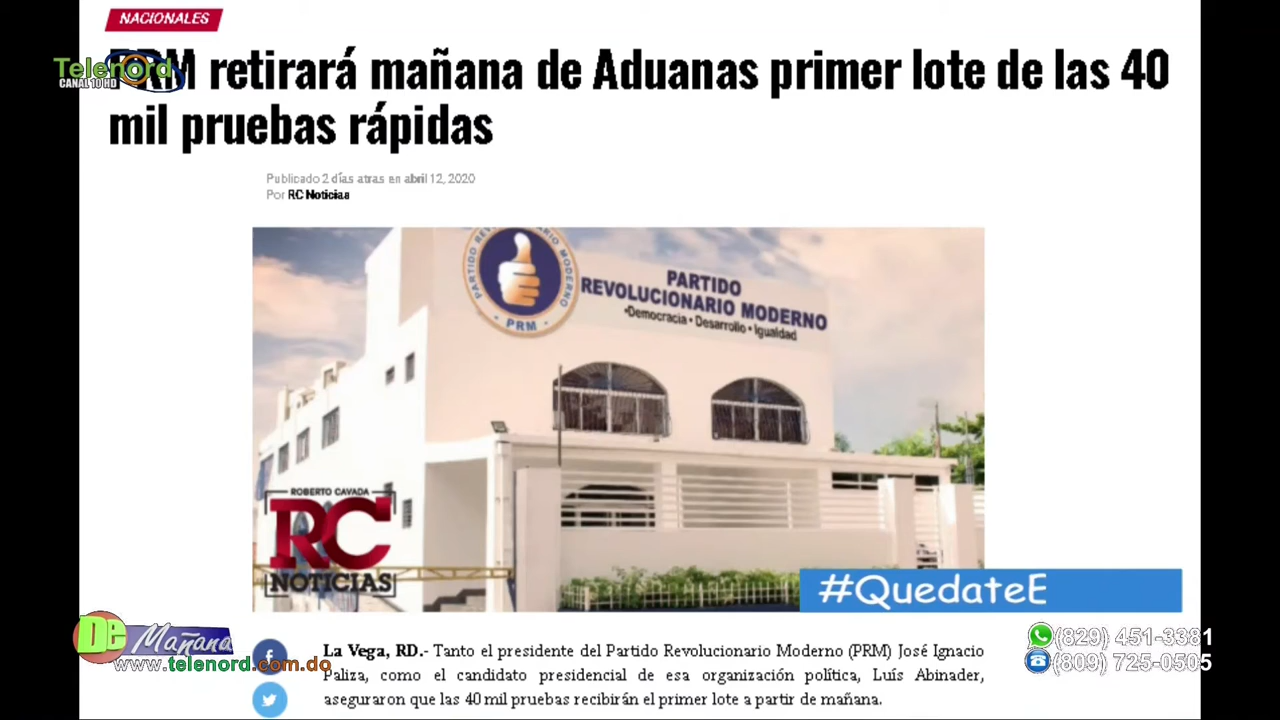 NACIONALES
PRM retirará mañana de Aduanas primer lote de las 40
mil pruebas rápidas
Telenord
CANAL 10 HD
Publicado 2 días atras en abril 12, 2020
Por RC Noticias
PARTIDO REVOLUCIONARIO MODERNO
• PRM •
PARTIDO
REVOLUCIONARIO MODERNO
•Democracia • Desarrollo • Igualdad
ROBERTO CAVADA
RC
NOTICIAS
#QuedateE
De Mañana
www.telenord.com.do
(829) 451-3381
(809) 725-0505
La Vega, RD.- Tanto el presidente del Partido Revolucionario Moderno (PRM) José Ignacio
Paliza, como el candidato presidencial de esa organización política, Luís Abinader,
aseguraron que las 40 mil pruebas recibirán el primer lote a partir de mañana.